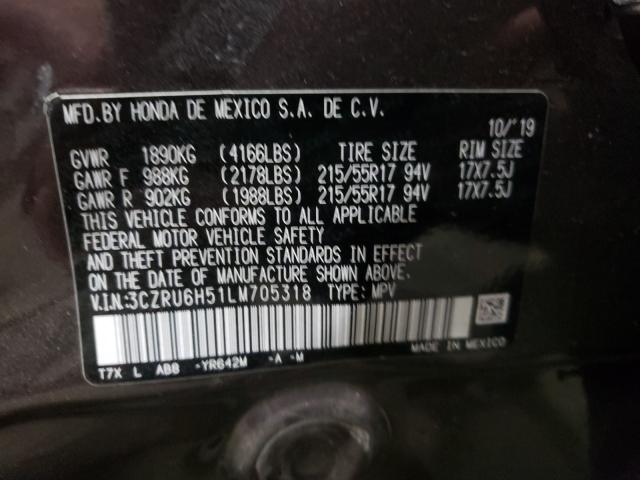 MFD.BY HONDA DE MEXICO S.A. DE C.V.
10/'19
GVWR 1890KG (4166LBS) TIRE SIZE RIM SIZE
GAWR F 988KG (2178LBS) 215/55R17 94V 17X7.5J
GAWR R 902KG (1988LBS) 215/55R17 94V 17X7.5J
THIS VEHICLE CONFORMS TO ALL APPLICABLE
FEDERAL MOTOR VEHICLE SAFETY
AND THEFT PREVENTION STANDARDS IN EFFECT
ON THE DATE OF MANUFACTURE SHOWN ABOVE.
V.I.N:3CZRU6H51LM705318 TYPE: MPV
MADE IN MEXICO
T7X L AB8 -YR642M -A -M